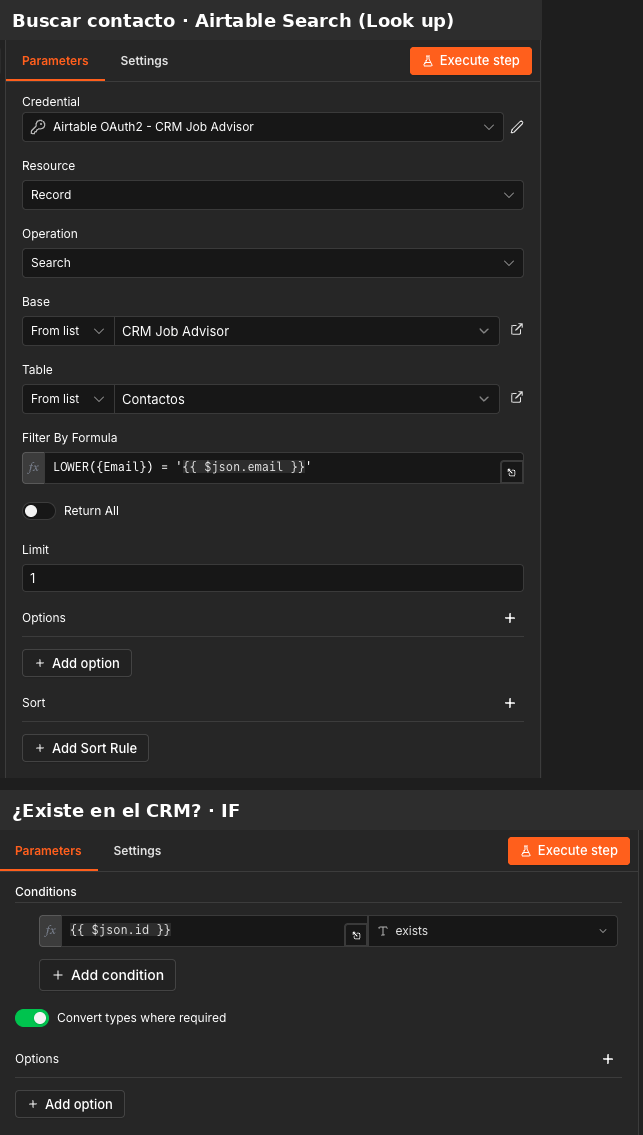 Buscar contacto · Airtable Search (Look up)
Parameters Settings Execute step
Credential
Airtable OAuth2 - CRM Job Advisor
Resource
Record
Operation
Search
Base
From list CRM Job Advisor
Table
From list Contactos
Filter By Formula
fx LOWER({Email}) = '{{ $json.email }}'
Return All
Limit
1
Options +
+ Add option
Sort +
+ Add Sort Rule
¿Existe en el CRM? · IF
Parameters Settings Execute step
Conditions
fx {{ $json.id }} T exists
+ Add condition
Convert types where required
Options +
+ Add option